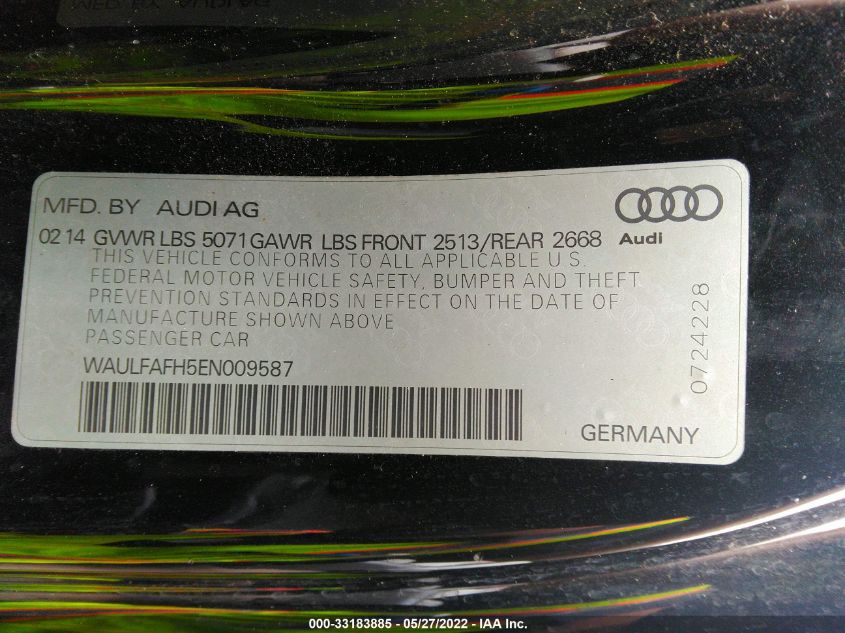 MFD. BY AUDI AG
02 14 GVWR LBS 5071 GAWR LBS FRONT 2513/REAR 2668
Audi
THIS VEHICLE CONFORMS TO ALL APPLICABLE U.S.
FEDERAL MOTOR VEHICLE SAFETY, BUMPER AND THEFT
PREVENTION STANDARDS IN EFFECT ON THE DATE OF
MANUFACTURE SHOWN ABOVE
PASSENGER CAR
WAULFAFH5EN009587
GERMANY
0724228
000-33183885 - 05/27/2022 - IAA Inc.